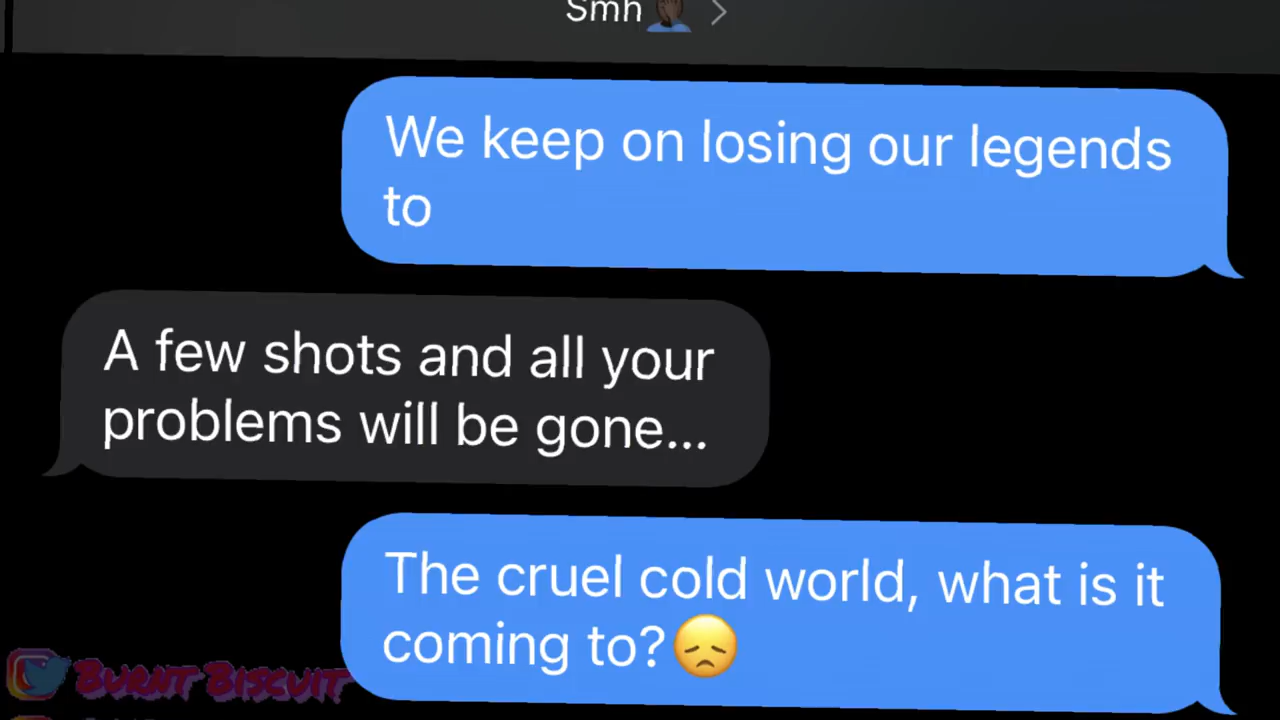 Smh🤦🏾‍♂️ >
We keep on losing our legends
to
A few shots and all your
problems will be gone...
The cruel cold world, what is it
coming to?😞
BURNT BISCUIT